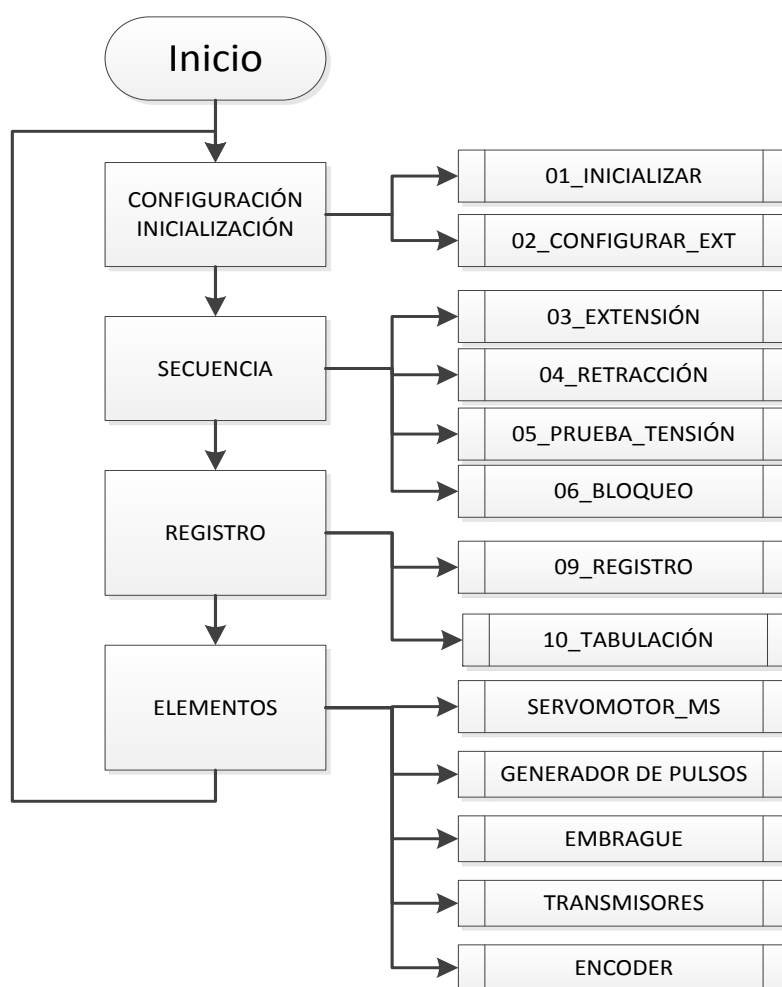 Inicio
CONFIGURACIÓN
INICIALIZACIÓN
01_INICIALIZAR
02_CONFIGURAR_EXT
SECUENCIA
03_EXTENSIÓN
04_RETRACCIÓN
05_PRUEBA_TENSIÓN
06_BLOQUEO
REGISTRO
09_REGISTRO
10_TABULACIÓN
ELEMENTOS
SERVOMOTOR_MS
GENERADOR DE PULSOS
EMBRAGUE
TRANSMISORES
ENCODER